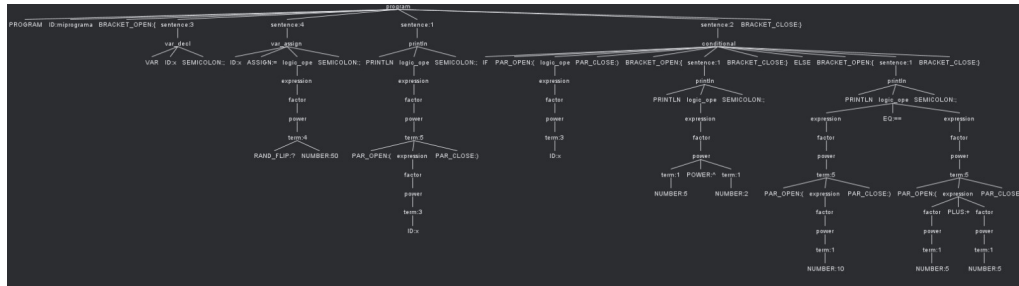 program
PROGRAM ID:miprograma BRACKET_OPEN:{ sentence:3 sentence:4 sentence:1 sentence:2 BRACKET_CLOSE:}
var_decl var_assign println conditional
VAR ID:x SEMICOLON:; ID:x ASSIGN:= logic_ope SEMICOLON:; PRINTLN logic_ope SEMICOLON:; IF PAR_OPEN:( logic_ope PAR_CLOSE:) BRACKET_OPEN:{ sentence:1 BRACKET_CLOSE:} ELSE BRACKET_OPEN:{ sentence:1 BRACKET_CLOSE:}
expression expression expression println println
factor factor factor PRINTLN logic_ope SEMICOLON:; PRINTLN logic_ope SEMICOLON:;
power power power expression expression EQ:== expression
term:4 term:5 term:3 factor factor factor
RAND_FLIP:? NUMBER:50 PAR_OPEN:( expression PAR_CLOSE:) ID:x power power power
factor term:1 POWER:^ term:1 term:5 term:5
power NUMBER:5 NUMBER:2 PAR_OPEN:( expression PAR_CLOSE:) PAR_OPEN:( expression PAR_CLOSE
term:3 factor factor PLUS:+ factor
ID:x power power power
term:1 term:1 term:1
NUMBER:10 NUMBER:5 NUMBER:5